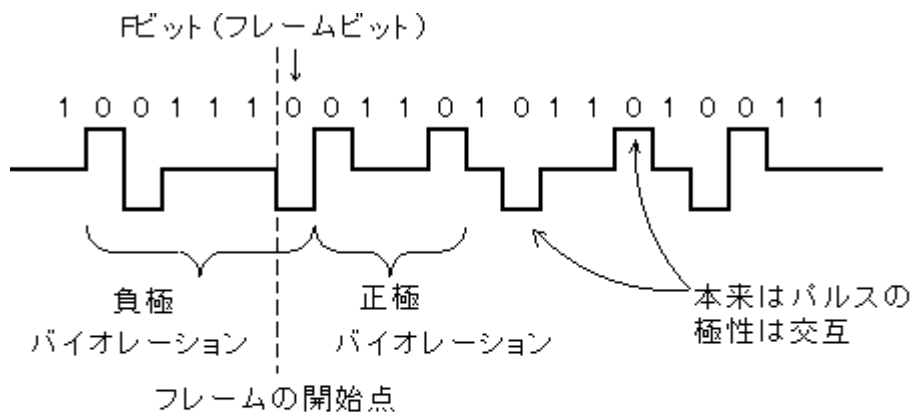 Fビット(フレームビット)
1 0 0 1 1 1 0 0 1 1 0 1 0 1 1 0 1 0 0 1 1
負極
バイオレーション
正極
バイオレーション
本来はパルスの
極性は交互
フレームの開始点